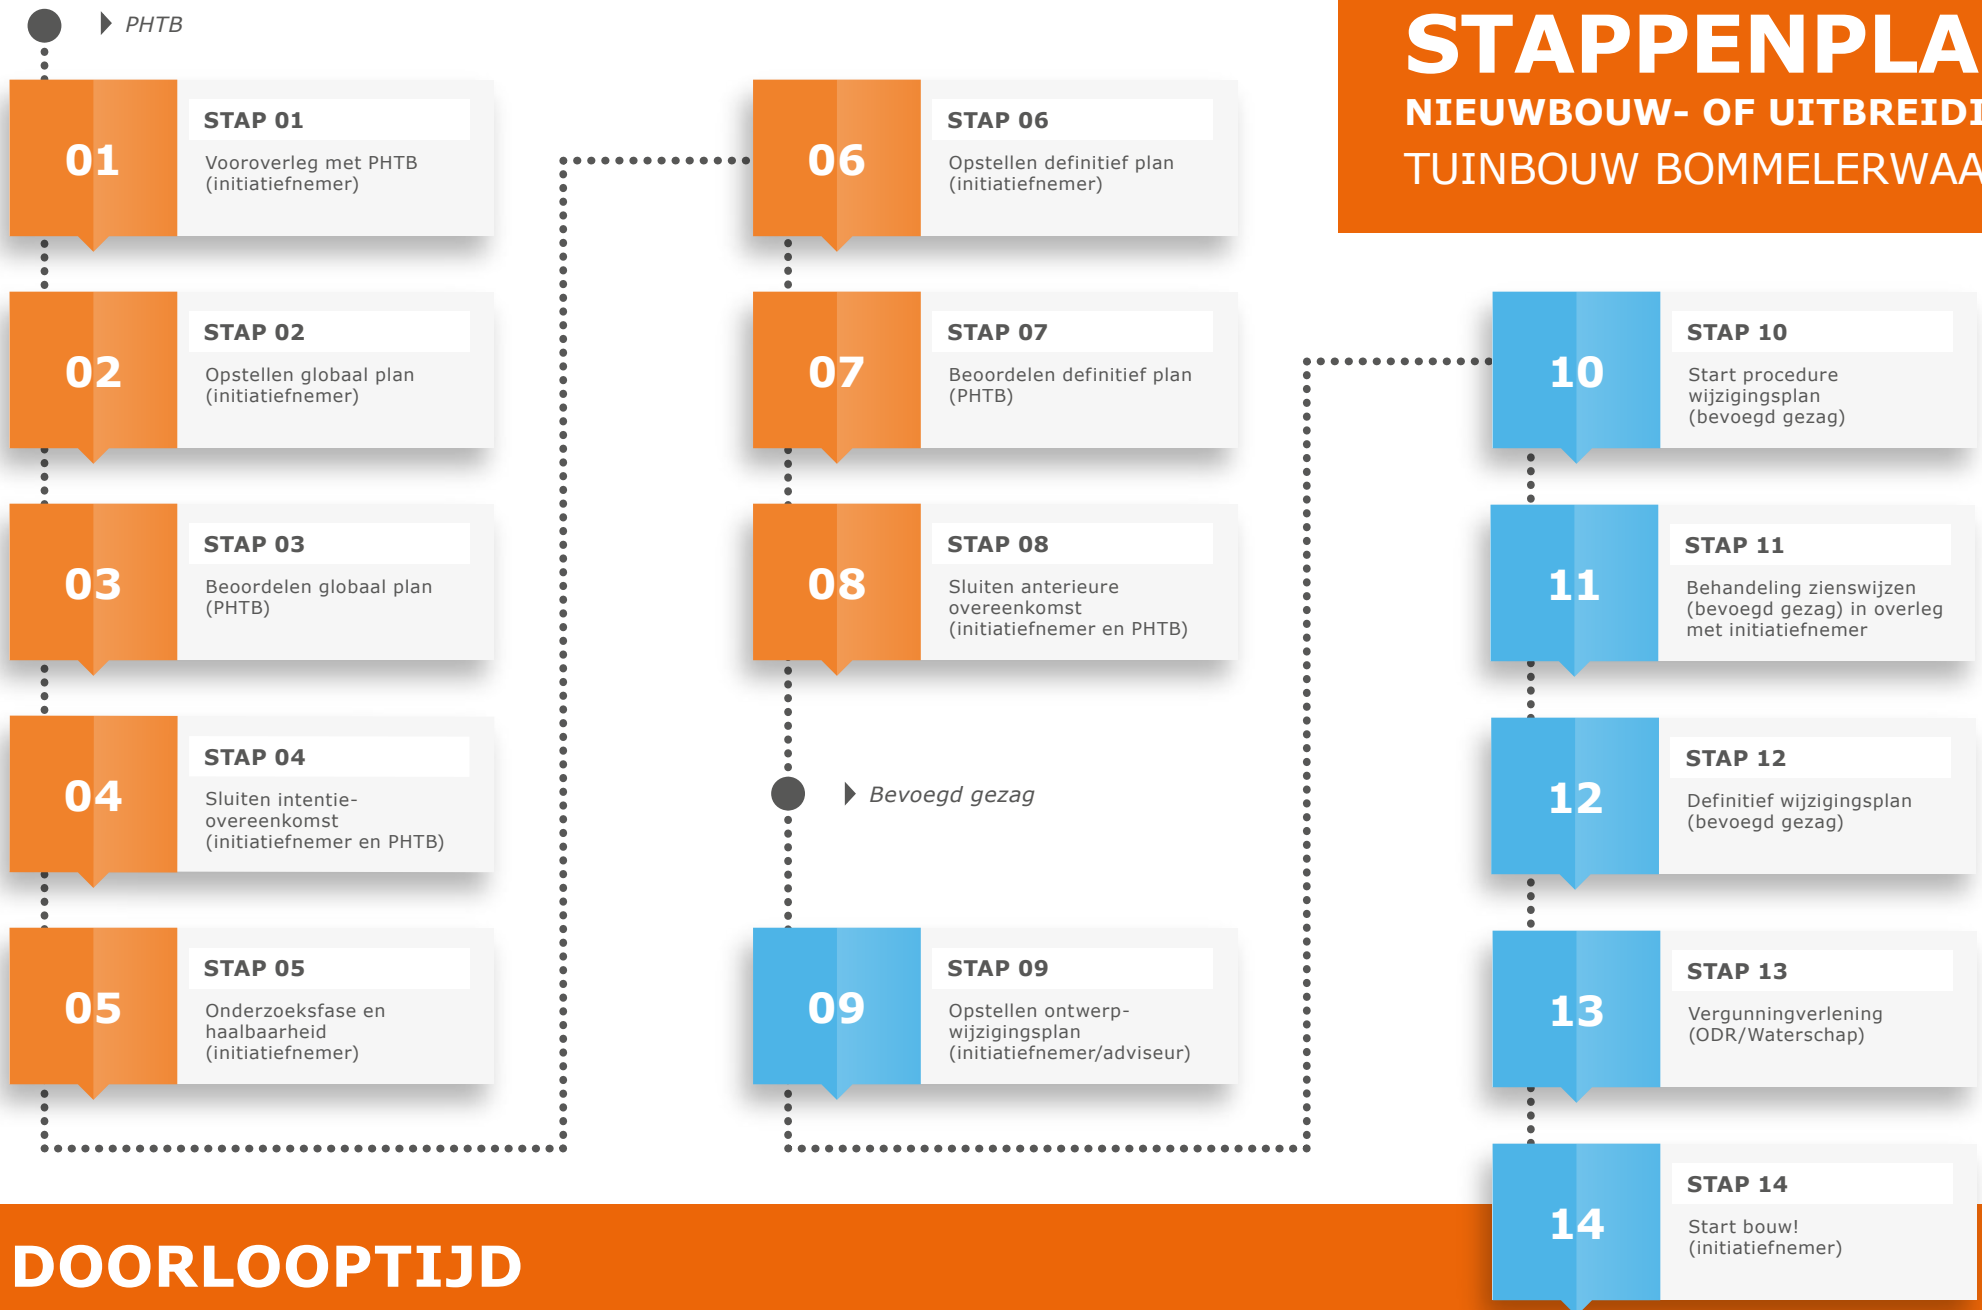 PHTB
01
STAP 01
Vooroverleg met PHTB
(initiatiefnemer)
02
STAP 02
Opstellen globaal plan
(initiatiefnemer)
03
STAP 03
Beoordelen globaal plan
(PHTB)
04
STAP 04
Sluiten intentie-
overeenkomst
(initiatiefnemer en PHTB)
05
STAP 05
Onderzoeksfase en
haalbaarheid
(initiatiefnemer)
06
STAP 06
Opstellen definitief plan
(initiatiefnemer)
07
STAP 07
Beoordelen definitief plan
(PHTB)
08
STAP 08
Sluiten anterieure
overeenkomst
(initiatiefnemer en PHTB)
Bevoegd gezag
09
STAP 09
Opstellen ontwerp-
wijzigingsplan
(initiatiefnemer/adviseur)
STAPPENPLA
NIEUWBOUW- OF UITBREIDI
TUINBOUW BOMMELERWAA
10
STAP 10
Start procedure
wijzigingsplan
(bevoegd gezag)
11
STAP 11
Behandeling zienswijzen
(bevoegd gezag) in overleg
met initiatiefnemer
12
STAP 12
Definitief wijzigingsplan
(bevoegd gezag)
13
STAP 13
Vergunningverlening
(ODR/Waterschap)
14
STAP 14
Start bouw!
(initiatiefnemer)
DOORLOOPTIJD